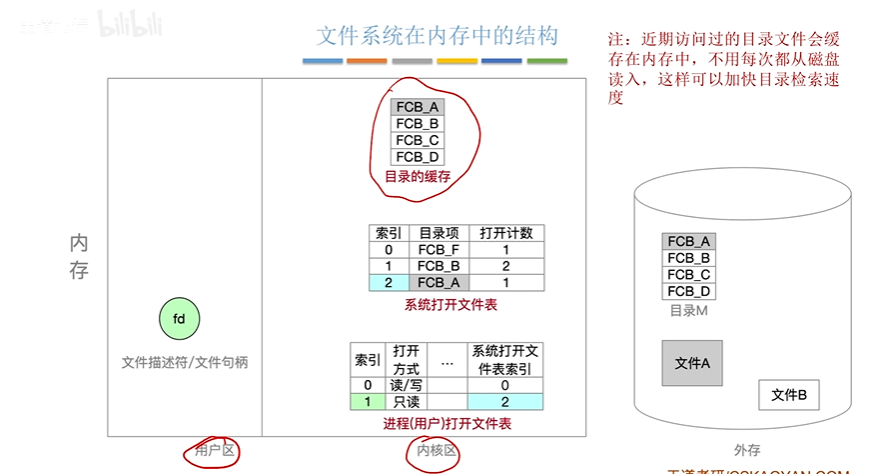 bilibili
文件系统在内存中的结构
注：近期访问过的目录文件会缓
存在内存中，不用每次都从磁盘
读入，这样可以加快目录检索速
度
FCB_A
FCB_B
FCB_C
FCB_D
目录的缓存
内
存
索引 目录项 打开计数
0 FCB_F 1
1 FCB_B 2
2 FCB_A 1
系统打开文件表
fd
文件描述符/文件句柄
索引 打开方式 … 系统打开文件表索引
0 读/写 0
1 只读 2
进程(用户)打开文件表
用户区
内核区
FCB_A
FCB_B
FCB_C
FCB_D
目录M
文件A
文件B
外存
王道考研/CSKAOYAN.COM